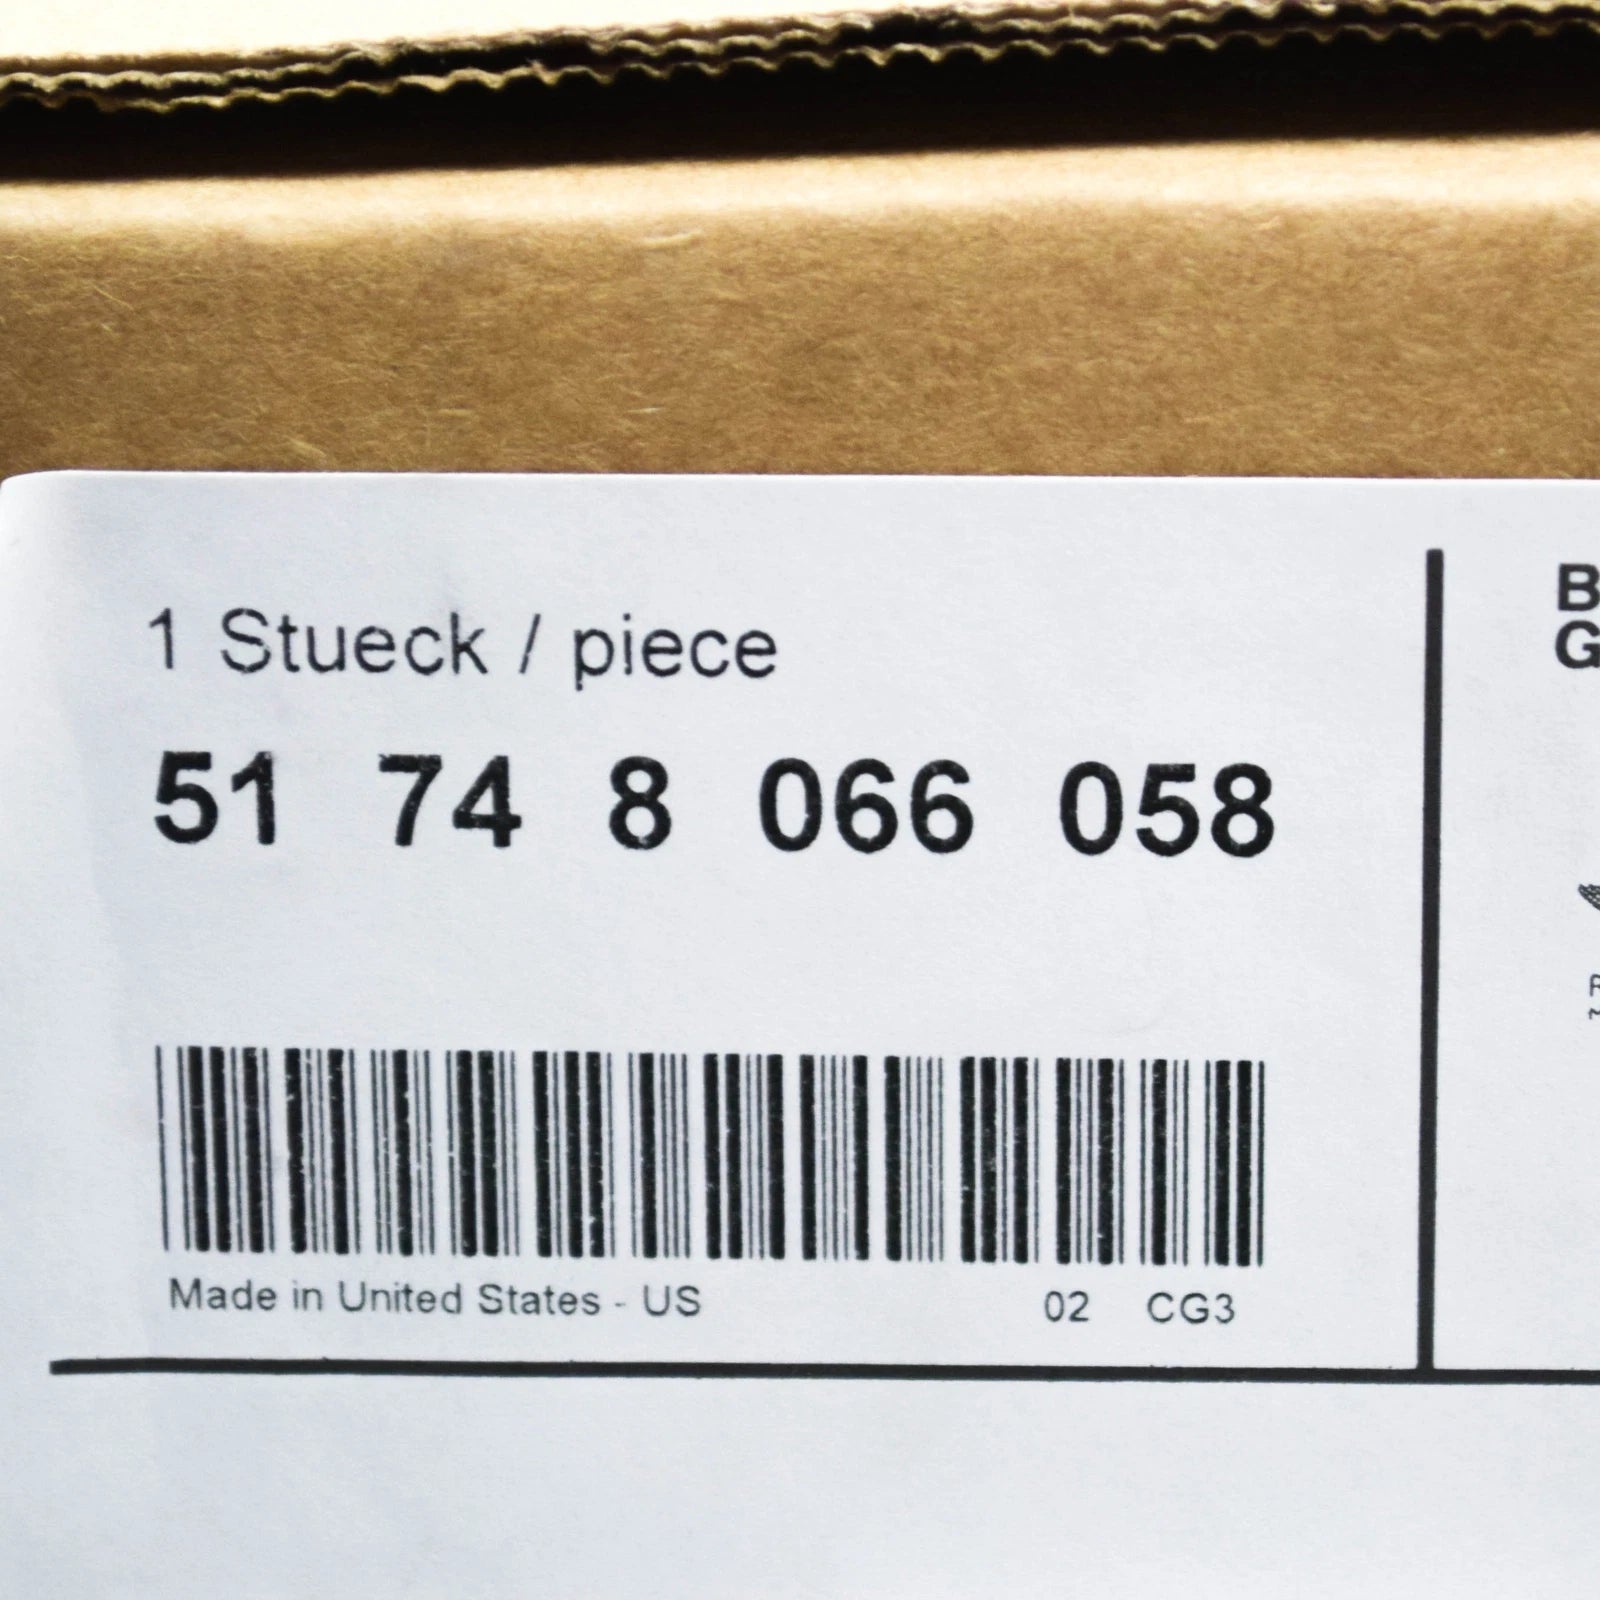 1 Stueck / piece
51 74 8 066 058
Made in United States - US 02 CG3
B
G